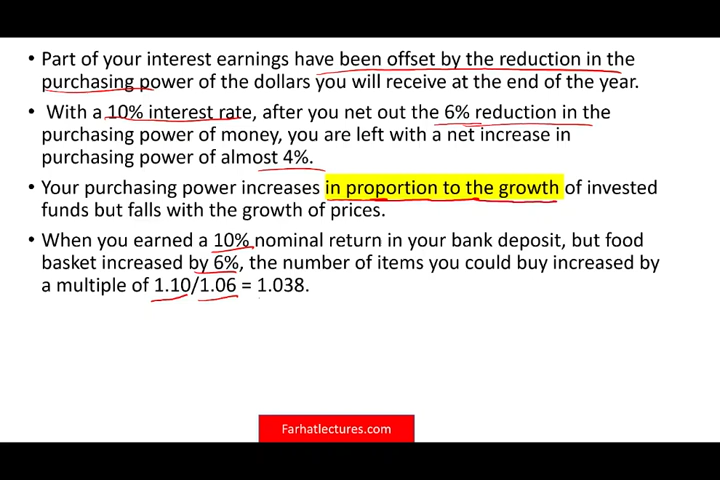 • Part of your interest earnings have been offset by the reduction in the
purchasing power of the dollars you will receive at the end of the year.
• With a 10% interest rate, after you net out the 6% reduction in the
purchasing power of money, you are left with a net increase in
purchasing power of almost 4%.
• Your purchasing power increases in proportion to the growth of invested
funds but falls with the growth of prices.
• When you earned a 10% nominal return in your bank deposit, but food
basket increased by 6%, the number of items you could buy increased by
a multiple of 1.10/1.06 = 1.038.
Farhatlectures.com